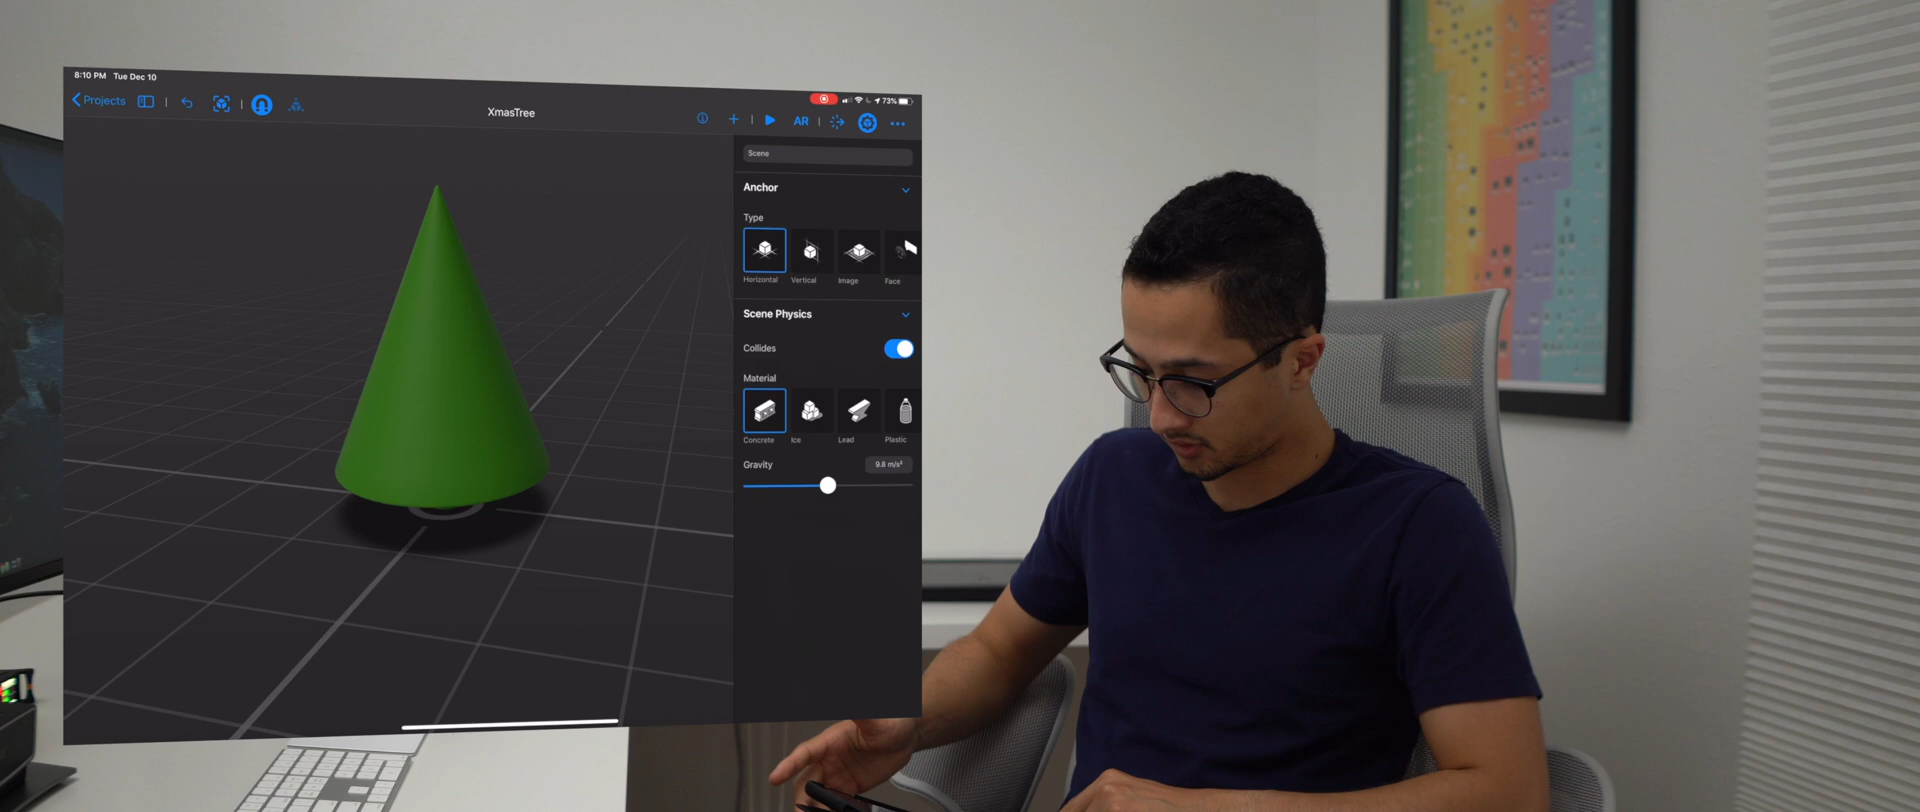 8:10 PM Tue Dec 10
73%
Projects
XmasTree
AR
Scene
Anchor
Type
Horizontal Vertical Image Face
Scene Physics
Collides
Material
Concrete Ice Lead Plastic
Gravity 9.8 m/s²